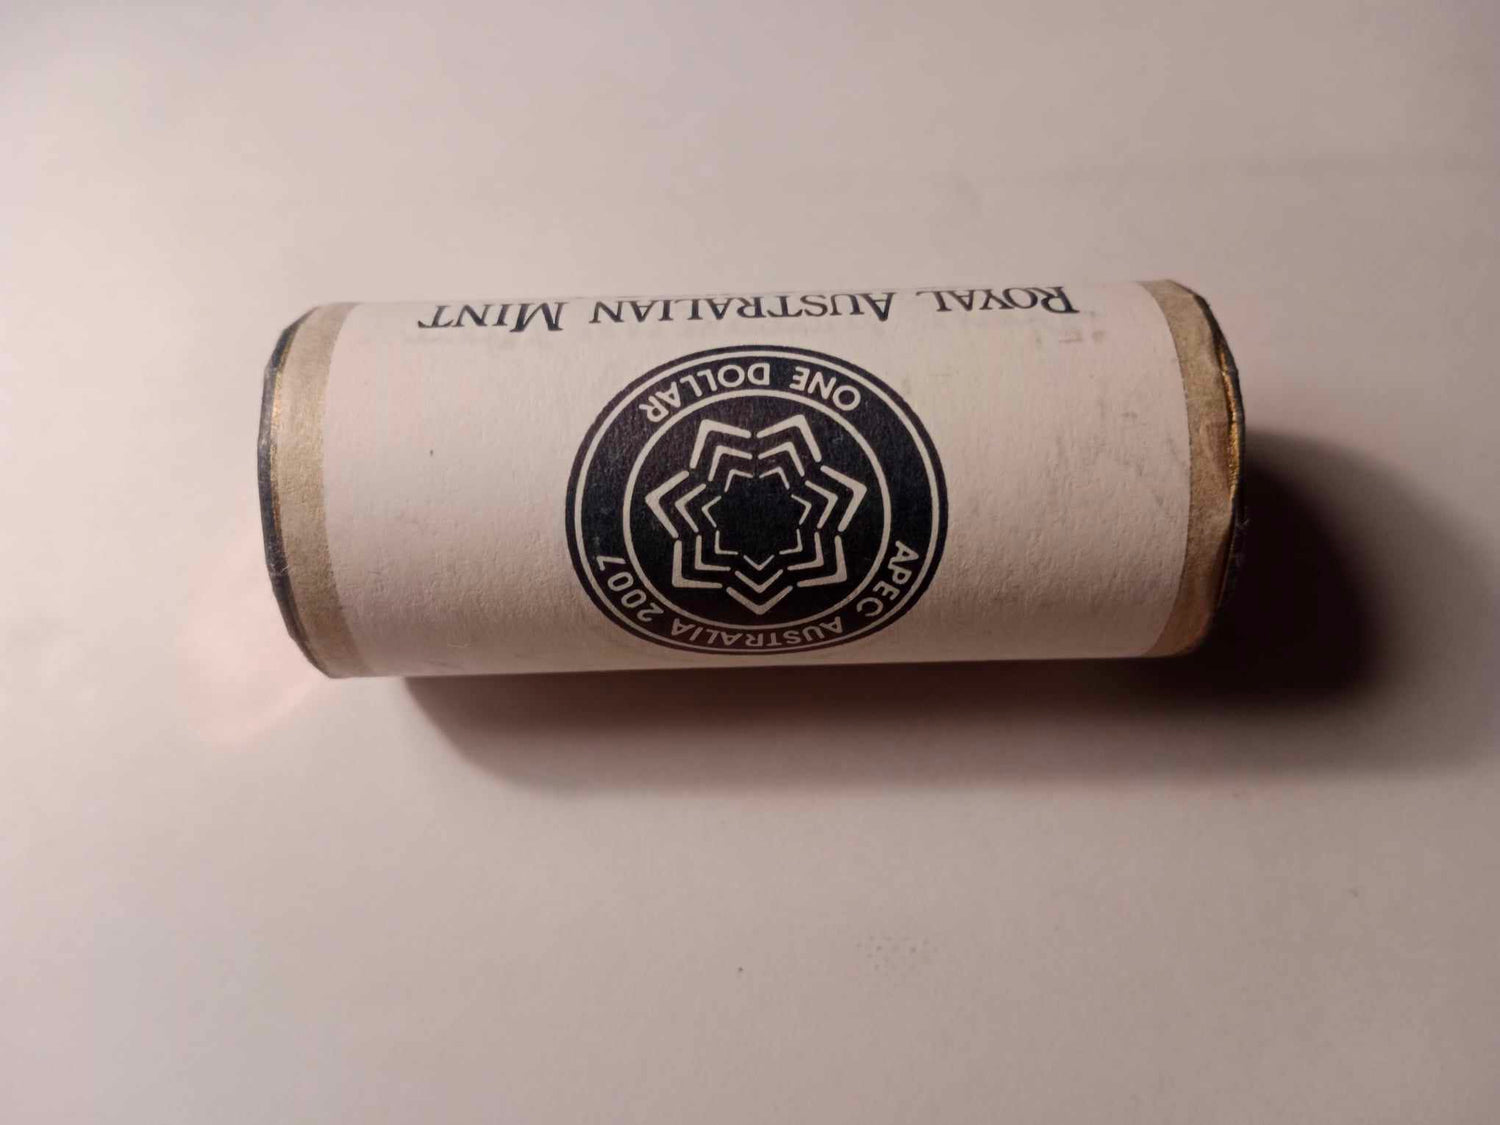 ROYAL AUSTRALIAN MINT
APEC AUSTRALIA 2007
ONE DOLLAR